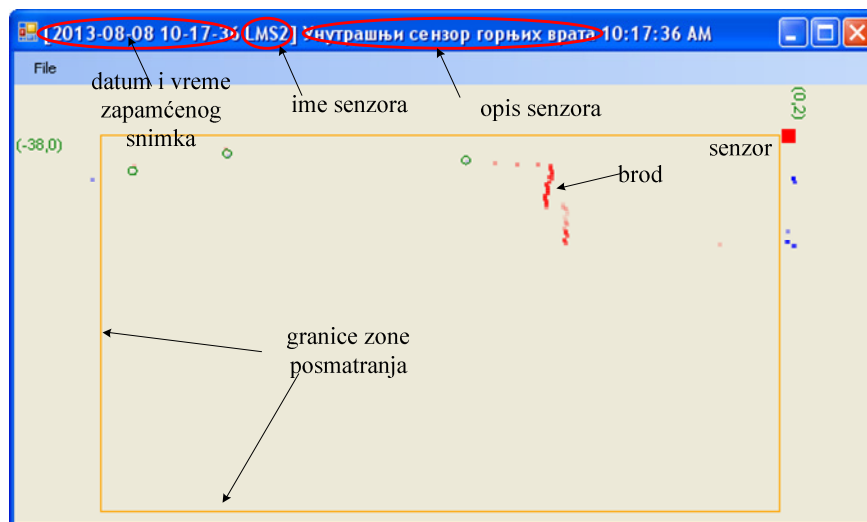 [2013-08-08 10-17-36 LMS2] Унутрашњи сензор горњих врата 10:17:36 AM
File
datum i vreme
zapamćenog
snimka
ime senzora
opis senzora
(0,2)
(-38,0)
senzor
brod
granice zone
posmatranja